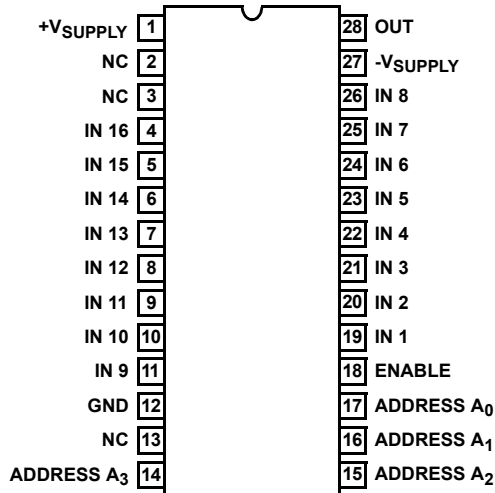 +VSUPPLY 1 28 OUT
NC 2 27 -VSUPPLY
NC 3 26 IN 8
IN 16 4 25 IN 7
IN 15 5 24 IN 6
IN 14 6 23 IN 5
IN 13 7 22 IN 4
IN 12 8 21 IN 3
IN 11 9 20 IN 2
IN 10 10 19 IN 1
IN 9 11 18 ENABLE
GND 12 17 ADDRESS A0
NC 13 16 ADDRESS A1
ADDRESS A3 14 15 ADDRESS A2